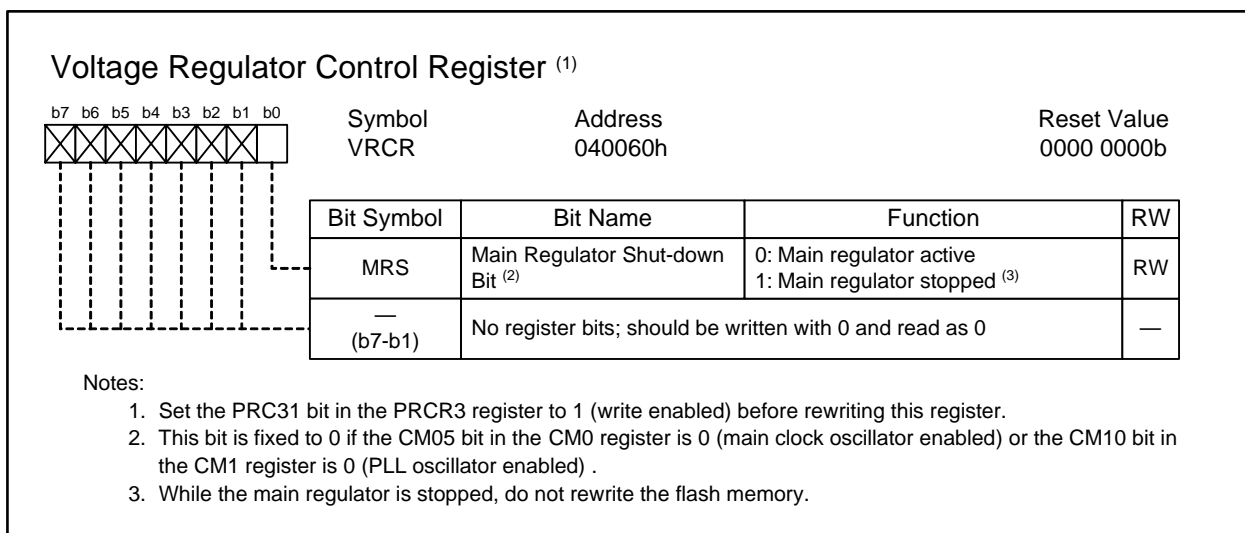 Voltage Regulator Control Register (1)
b7 b6 b5 b4 b3 b2 b1 b0
Symbol Address Reset Value
VRCR 040060h 0000 0000b
Bit Symbol Bit Name Function RW
MRS Main Regulator Shut-down Bit (2) 0: Main regulator active
1: Main regulator stopped (3) RW
—
(b7-b1) No register bits; should be written with 0 and read as 0 —
Notes:
1. Set the PRC31 bit in the PRCR3 register to 1 (write enabled) before rewriting this register.
2. This bit is fixed to 0 if the CM05 bit in the CM0 register is 0 (main clock oscillator enabled) or the CM10 bit in
the CM1 register is 0 (PLL oscillator enabled) .
3. While the main regulator is stopped, do not rewrite the flash memory.